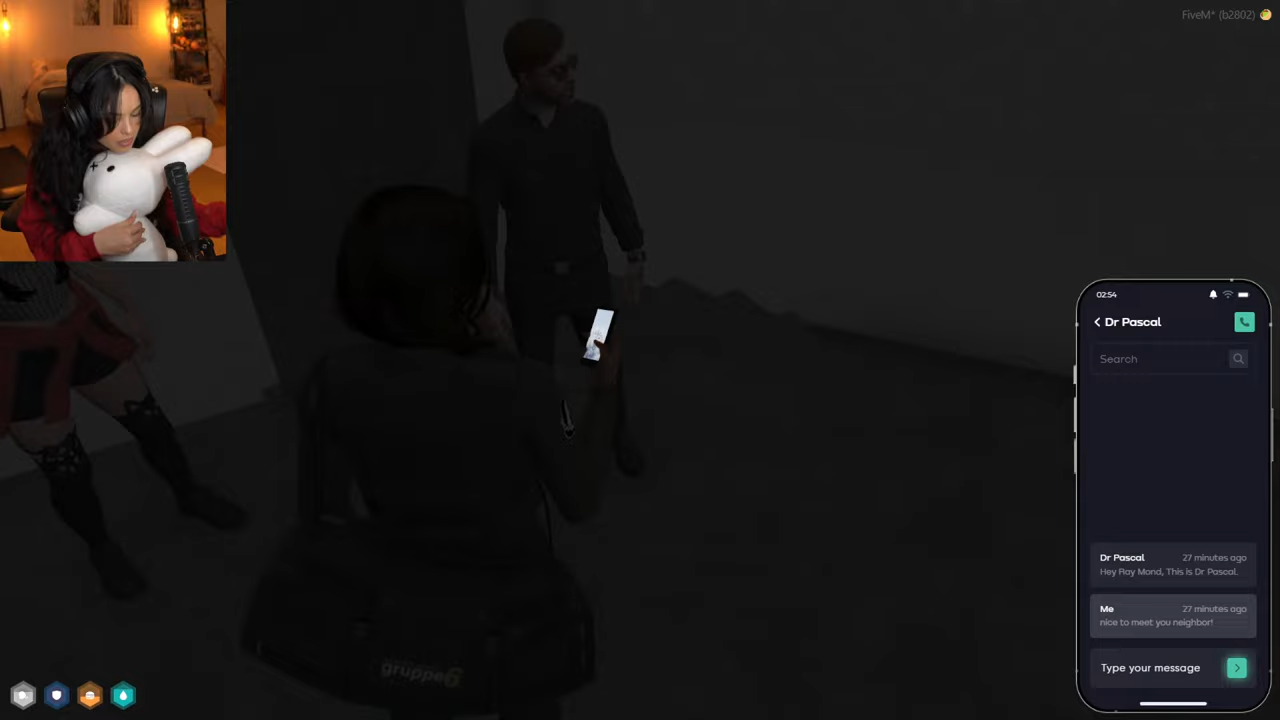 FiveM* (b2802)
02:54
Dr Pascal
Search
Dr Pascal 27 minutes ago
Hey Ray Mond, This is Dr Pascal.
Me 27 minutes ago
nice to meet you neighbor!
Type your message
gruppe6